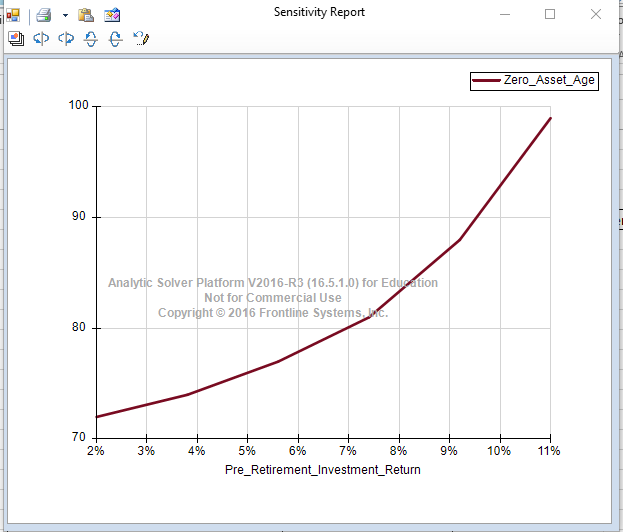 Sensitivity Report
Zero_Asset_Age
100
90
80
70
Analytic Solver Platform V2016-R3 (16.5.1.0) for Education
Not for Commercial Use
Copyright © 2016 Frontline Systems, Inc.
2% 3% 4% 5% 6% 7% 8% 9% 10% 11%
Pre_Retirement_Investment_Return